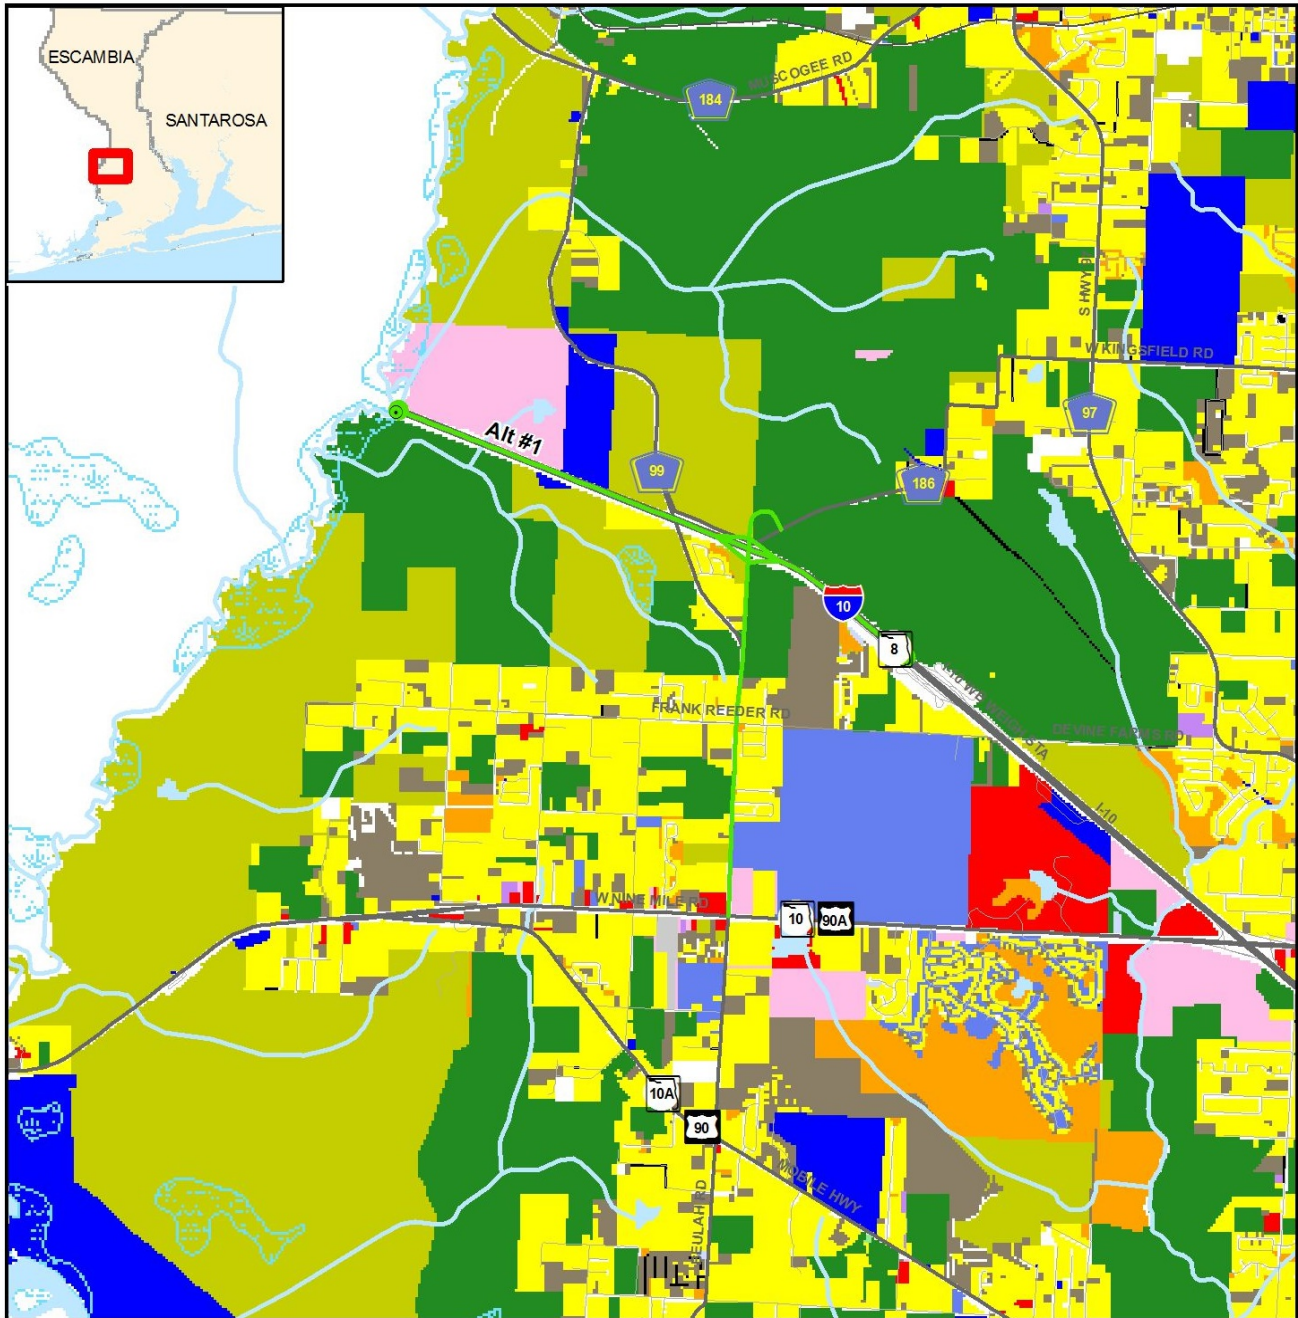 ESCAMBIA
SANTAROSA
MUSCOGEE RD
184
S HWY 9
W KINGSFIELD RD
97
Alt #1
99
186
10
8
FRANK REEDER RD
DEVINE FARMS RD
I-10
W NINE MILE RD
10
90A
10A
90
MOBILE HWY
BEULAH RD